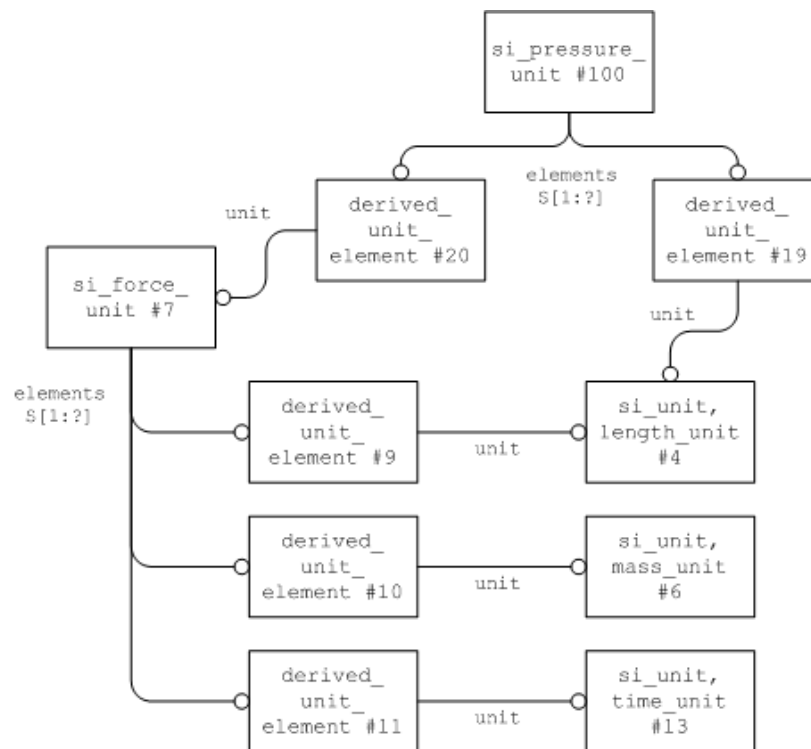 si_pressure_
unit #100
elements
S[1:?]
derived_
unit_
element #20
derived_
unit_
element #19
unit
unit
si_force_
unit #7
elements
S[1:?]
derived_
unit_
element #9
unit
si_unit,
length_unit
#4
derived_
unit_
element #10
unit
si_unit,
mass_unit
#6
derived_
unit_
element #11
unit
si_unit,
time_unit
#13